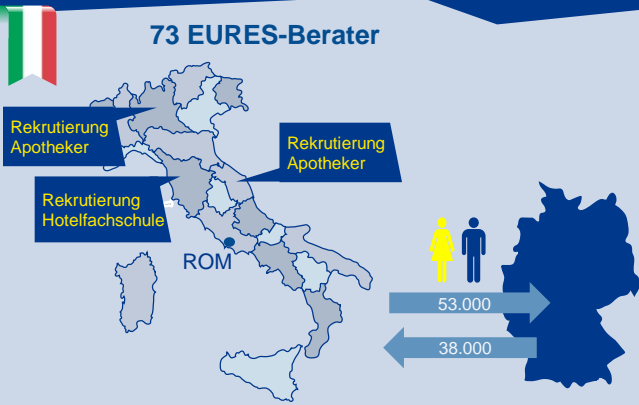 73 EURES-Berater
Rekrutierung
Apotheker
Rekrutierung
Apotheker
Rekrutierung
Hotelfachschule
ROM
53.000
38.000